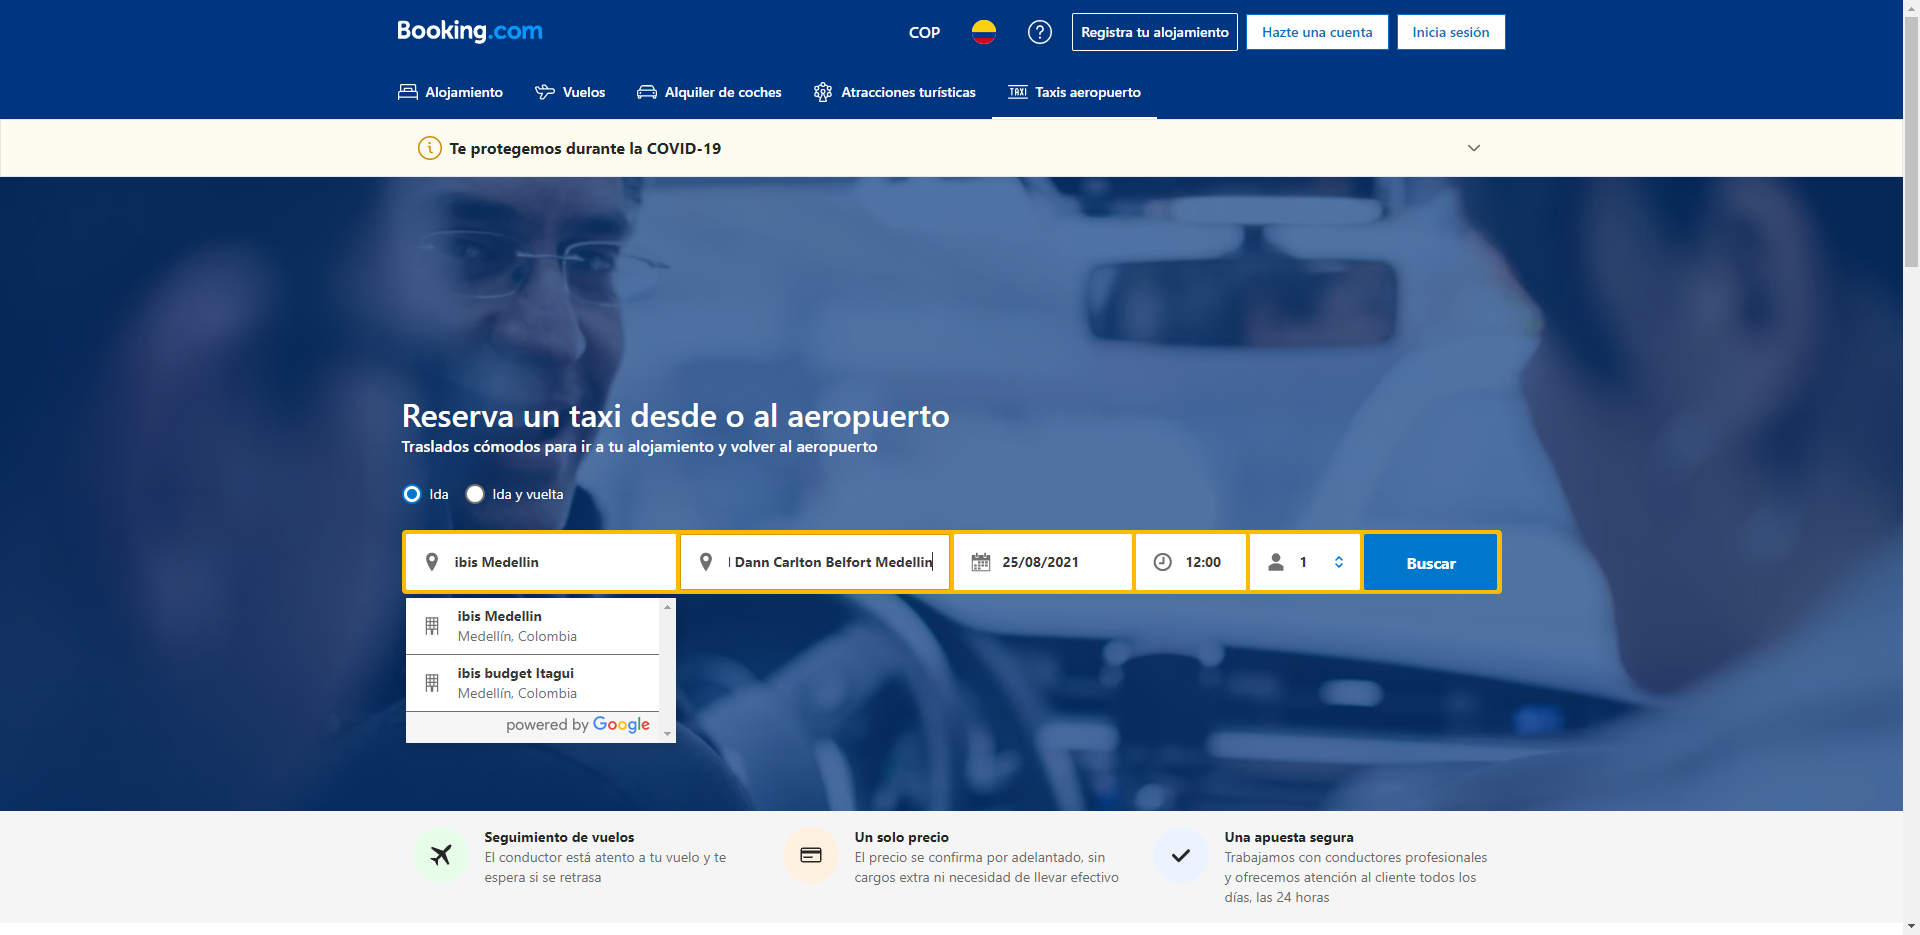 Booking.com
COP
Registra tu alojamiento
Hazte una cuenta
Inicia sesión
Alojamiento
Vuelos
Alquiler de coches
Atracciones turísticas
TAXI
Taxis aeropuerto
Te protegemos durante la COVID-19
Reserva un taxi desde o al aeropuerto
Traslados cómodos para ir a tu alojamiento y volver al aeropuerto
Ida
Ida y vuelta
ibis Medellin
l Dann Carlton Belfort Medellin
25/08/2021
12:00
1
Buscar
ibis Medellin
Medellín, Colombia
ibis budget Itagui
Medellín, Colombia
powered by Google
Seguimiento de vuelos
El conductor está atento a tu vuelo y te
espera si se retrasa
Un solo precio
El precio se confirma por adelantado, sin
cargos extra ni necesidad de llevar efectivo
Una apuesta segura
Trabajamos con conductores profesionales
y ofrecemos atención al cliente todos los
días, las 24 horas